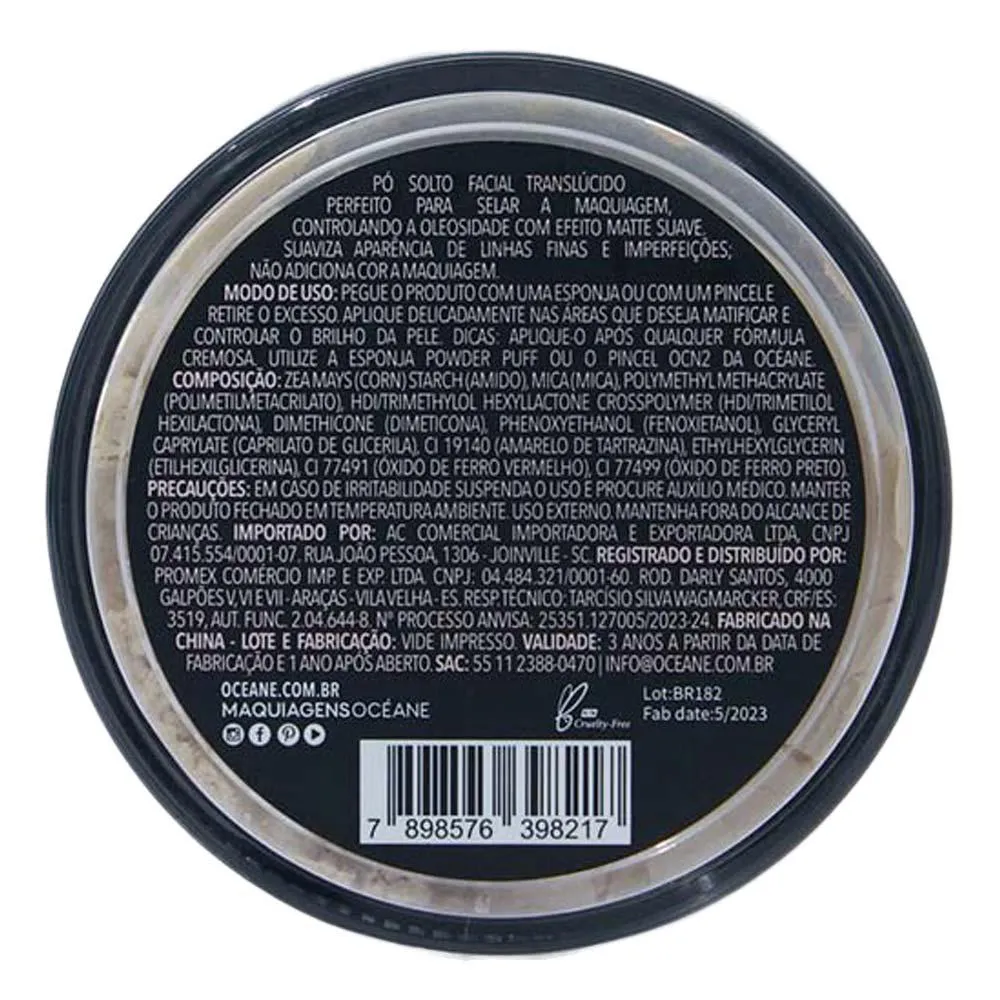 PÓ SOLTO FACIAL TRANSLÚCIDO
PERFEITO PARA SELAR A MAQUIAGEM,
CONTROLANDO A OLEOSIDADE COM EFEITO MATTE SUAVE.
SUAVIZA APARÊNCIA DE LINHAS FINAS E IMPERFEIÇÕES;
NÃO ADICIONA COR A MAQUIAGEM.
MODO DE USO: PEGUE O PRODUTO COM UMA ESPONJA OU COM UM PINCEL E
RETIRE O EXCESSO. APLIQUE DELICADAMENTE NAS ÁREAS QUE DESEJA MATIFICAR E
CONTROLAR O BRILHO DA PELE. DICAS: APLIQUE-O APÓS QUALQUER FÓRMULA
CREMOSA. UTILIZE A ESPONJA POWDER PUFF OU O PINCEL OCN2 DA OCÉANE.
COMPOSIÇÃO: ZEA MAYS (CORN) STARCH (AMIDO), MICA (MICA), POLYMETHYL METHACRYLATE
(POLIMETILMETACRILATO), HDI/TRIMETHYLOL HEXYLLACTONE CROSSPOLYMER (HDI/TRIMETILOL
HEXILACTONA), DIMETHICONE (DIMETICONA), PHENOXYETHANOL (FENOXIETANOL), GLYCERYL
CAPRYLATE (CAPRILATO DE GLICERILA), CI 19140 (AMARELO DE TARTRAZINA), ETHYLHEXYLGLYCERIN
(ETILHEXILGLICERINA), CI 77491 (ÓXIDO DE FERRO VERMELHO), CI 77499 (ÓXIDO DE FERRO PRETO).
PRECAUÇÕES: EM CASO DE IRRITABILIDADE SUSPENDA O USO E PROCURE AUXÍLIO MÉDICO. MANTER
O PRODUTO FECHADO EM TEMPERATURA AMBIENTE. USO EXTERNO. MANTENHA FORA DO ALCANCE DE
CRIANÇAS. IMPORTADO POR: AC COMERCIAL IMPORTADORA E EXPORTADORA LTDA, CNPJ
07.415.554/0001-07. RUA JOÃO PESSOA, 1306 - JOINVILLE - SC. REGISTRADO E DISTRIBUÍDO POR:
PROMEX COMÉRCIO IMP. E EXP. LTDA. CNPJ: 04.484.321/0001-60. ROD. DARLY SANTOS, 4000
GALPÕES V, VI E VII - ARAÇAS - VILA VELHA - ES. RESP. TÉCNICO: TARCÍSIO SILVA WAGMARCKER, CRF/ES:
3519, AUT. FUNC. 2.04.644-8. Nº PROCESSO ANVISA: 25351.127005/2023-24. FABRICADO NA
CHINA - LOTE E FABRICAÇÃO: VIDE IMPRESSO. VALIDADE: 3 ANOS A PARTIR DA DATA DE
FABRICAÇÃO E 1 ANO APÓS ABERTO. SAC: 55 11 2388-0470 | INFO@OCEANE.COM.BR
OCEANE.COM.BR
MAQUIAGENSOCÉANE
Cruelty-Free
Lot:BR182
Fab date:5/2023
7 898576 398217